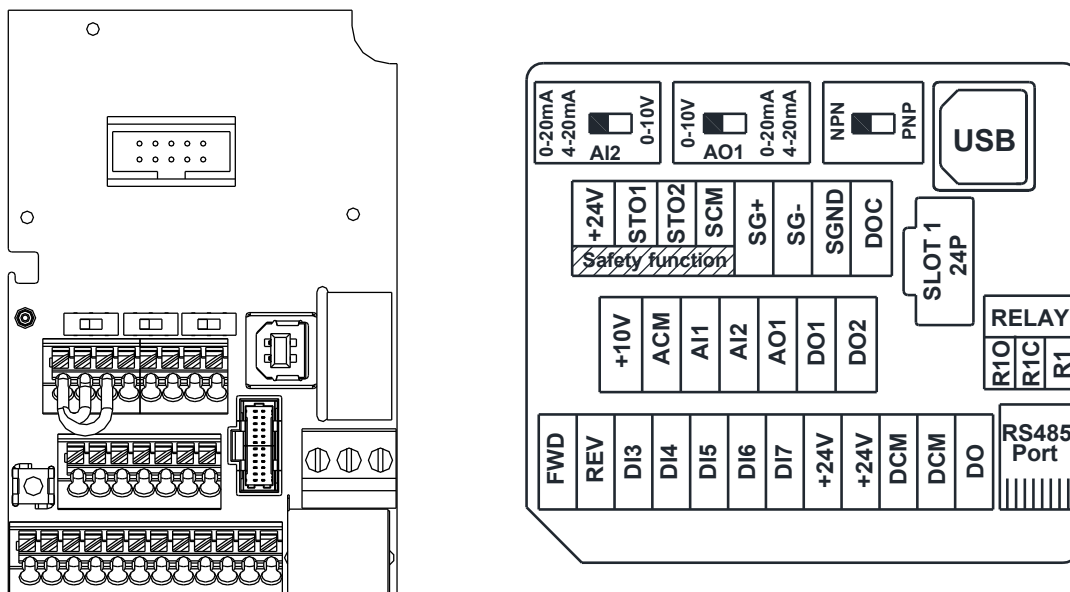 0-20mA
4-20mA
0-10V
AI2
0-10V
0-20mA
4-20mA
AO1
NPN
PNP
USB
+24V STO1 STO2 SCM SG+ SG- SGND DOC
Safety function
SLOT 1
24P
+10V ACM AI1 AI2 AO1 DO1 DO2
RELAY
R1O R1C R1
FWD REV DI3 DI4 DI5 DI6 DI7 +24V +24V DCM DCM DO
RS485
Port